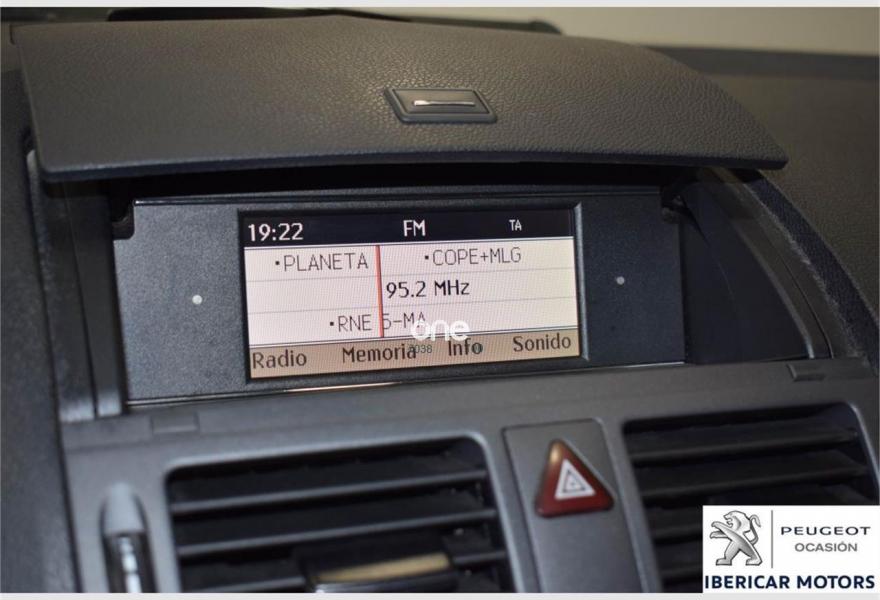 19:22 FM TA
•PLANETA •COPE+MLG
95.2 MHz
•RNE 5-MA
one
Radio Memoria Info Sonido
PEUGEOT
OCASIÓN
IBERICAR MOTORS